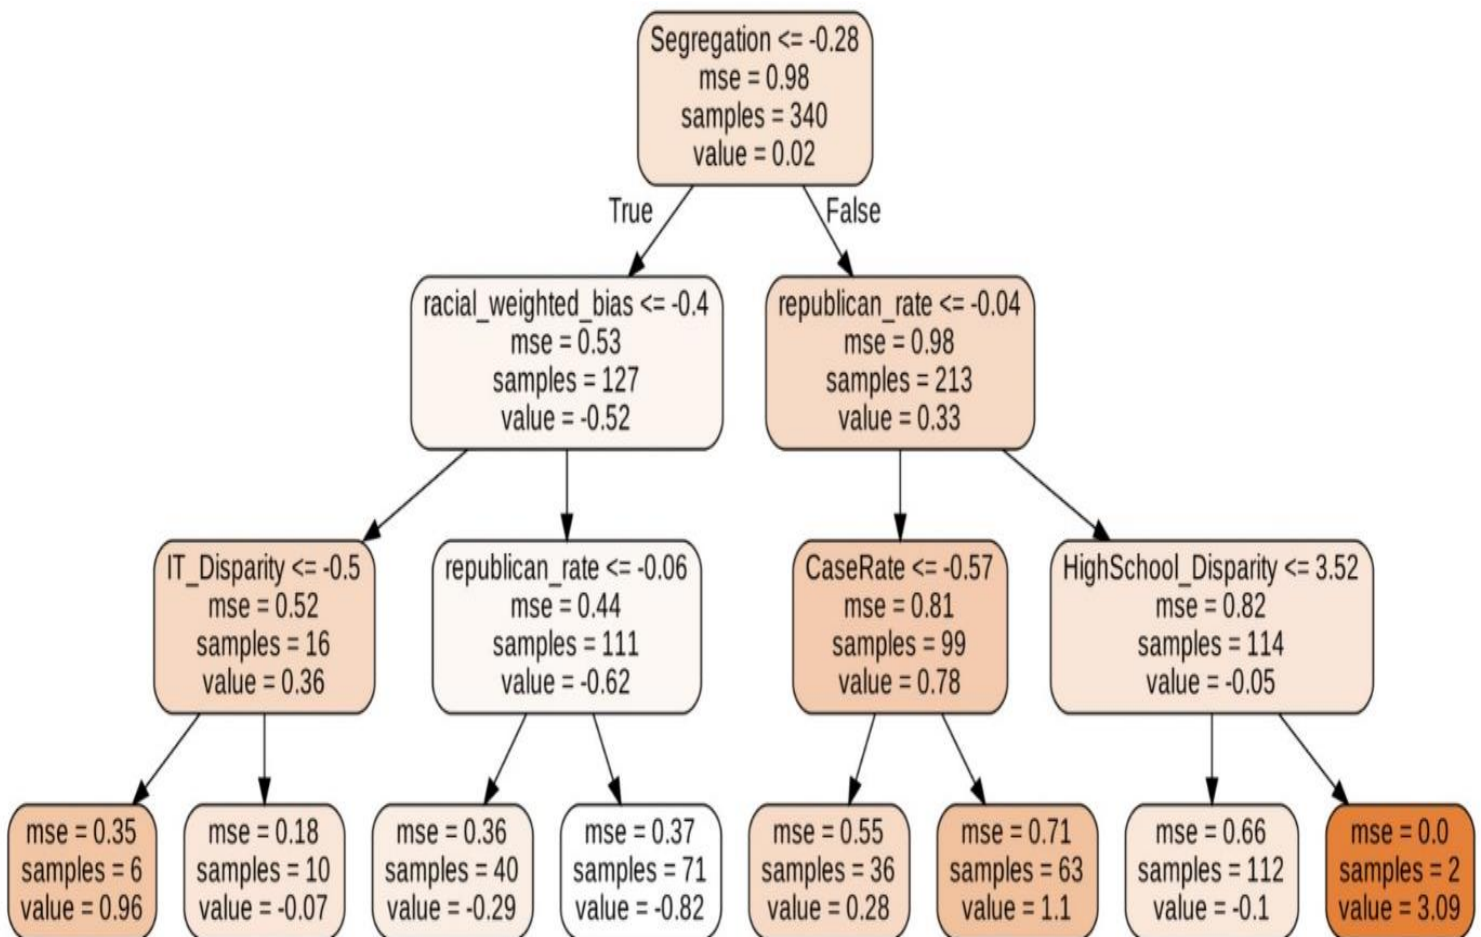 Segregation <= -0.28
mse = 0.98
samples = 340
value = 0.02
True
False
racial_weighted_bias <= -0.4
mse = 0.53
samples = 127
value = -0.52
republican_rate <= -0.04
mse = 0.98
samples = 213
value = 0.33
IT_Disparity <= -0.5
mse = 0.52
samples = 16
value = 0.36
republican_rate <= -0.06
mse = 0.44
samples = 111
value = -0.62
CaseRate <= -0.57
mse = 0.81
samples = 99
value = 0.78
HighSchool_Disparity <= 3.52
mse = 0.82
samples = 114
value = -0.05
mse = 0.35
samples = 6
value = 0.96
mse = 0.18
samples = 10
value = -0.07
mse = 0.36
samples = 40
value = -0.29
mse = 0.37
samples = 71
value = -0.82
mse = 0.55
samples = 36
value = 0.28
mse = 0.71
samples = 63
value = 1.1
mse = 0.66
samples = 112
value = -0.1
mse = 0.0
samples = 2
value = 3.09